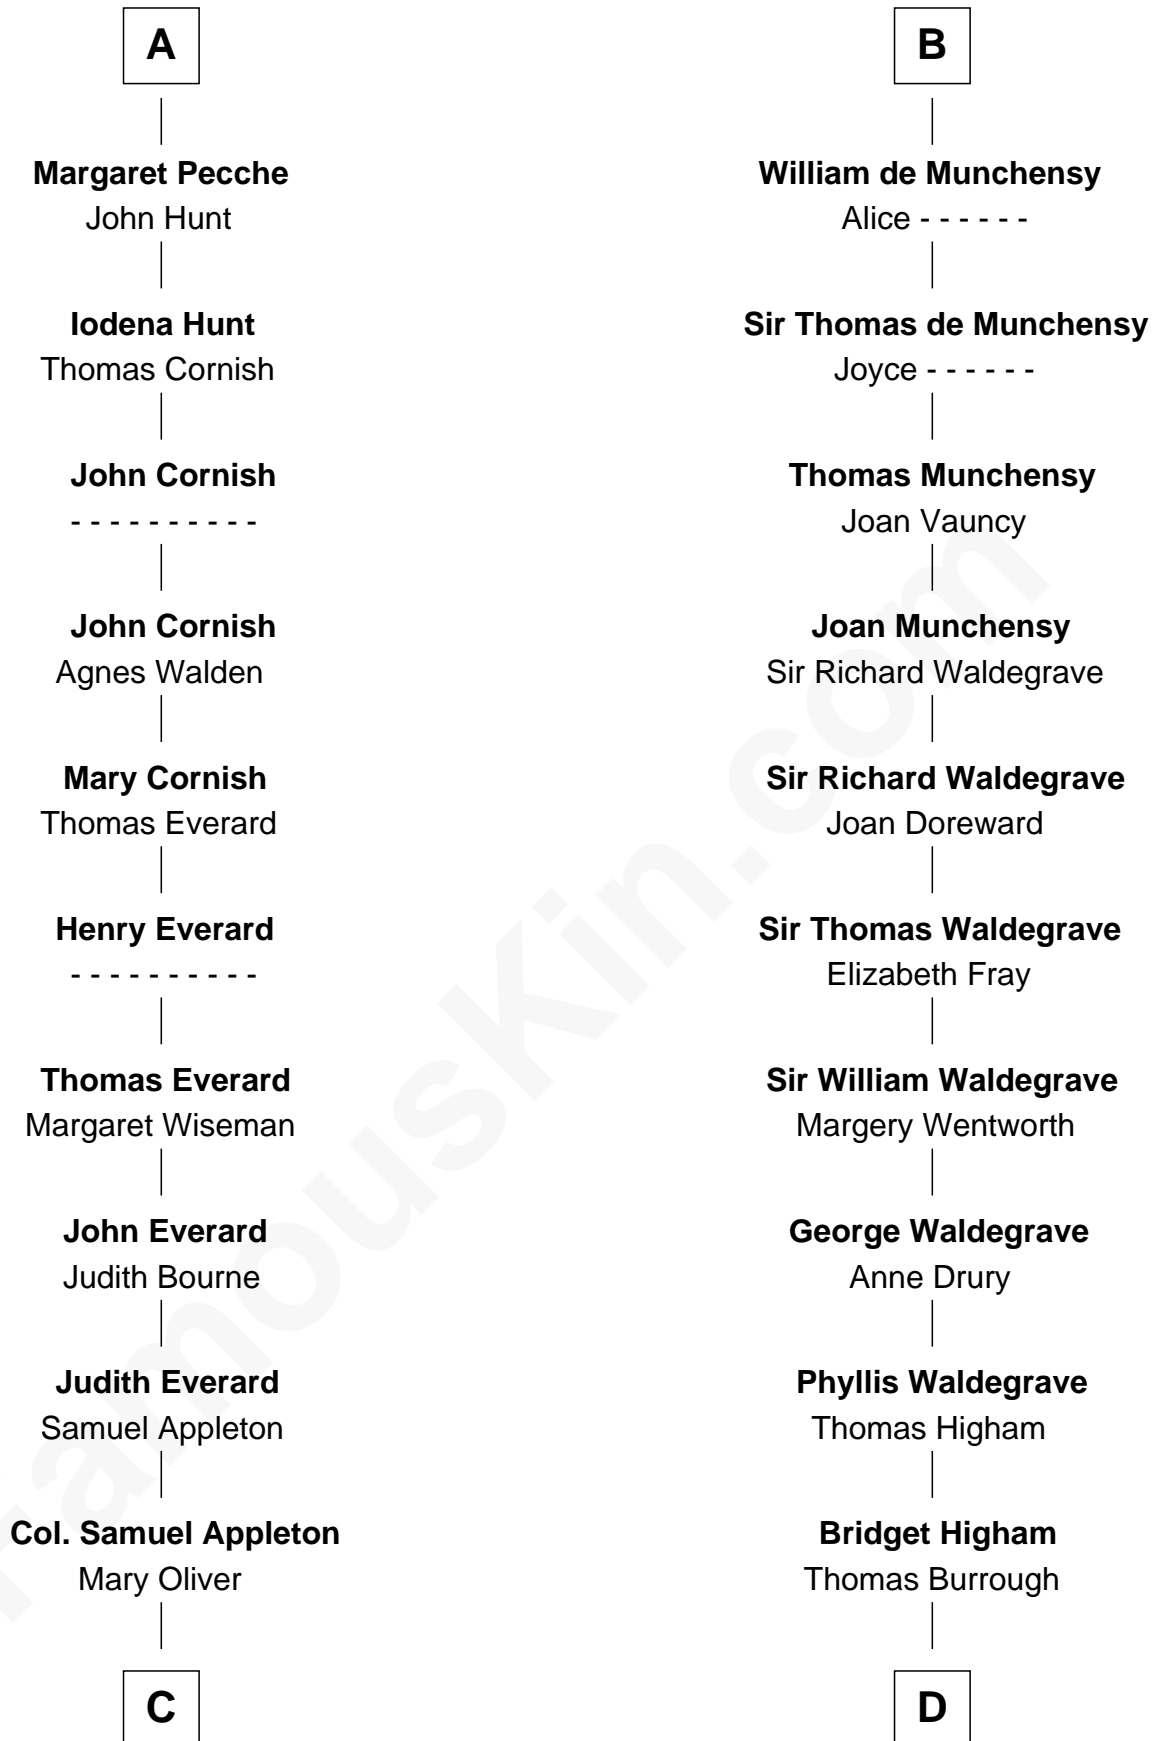 A
Margaret Pecche
John Hunt
Iodena Hunt
Thomas Cornish
John Cornish
- - - - - - - - - -
John Cornish
Agnes Walden
Mary Cornish
Thomas Everard
Henry Everard
- - - - - - - - - -
Thomas Everard
Margaret Wiseman
John Everard
Judith Bourne
Judith Everard
Samuel Appleton
Col. Samuel Appleton
Mary Oliver
C
B
William de Munchensy
Alice - - - - - -
Sir Thomas de Munchensy
Joyce - - - - - -
Thomas Munchensy
Joan Vauncy
Joan Munchensy
Sir Richard Waldegrave
Sir Richard Waldegrave
Joan Doreward
Sir Thomas Waldegrave
Elizabeth Fray
Sir William Waldegrave
Margery Wentworth
George Waldegrave
Anne Drury
Phyllis Waldegrave
Thomas Higham
Bridget Higham
Thomas Burrough
D
FamousKin.com